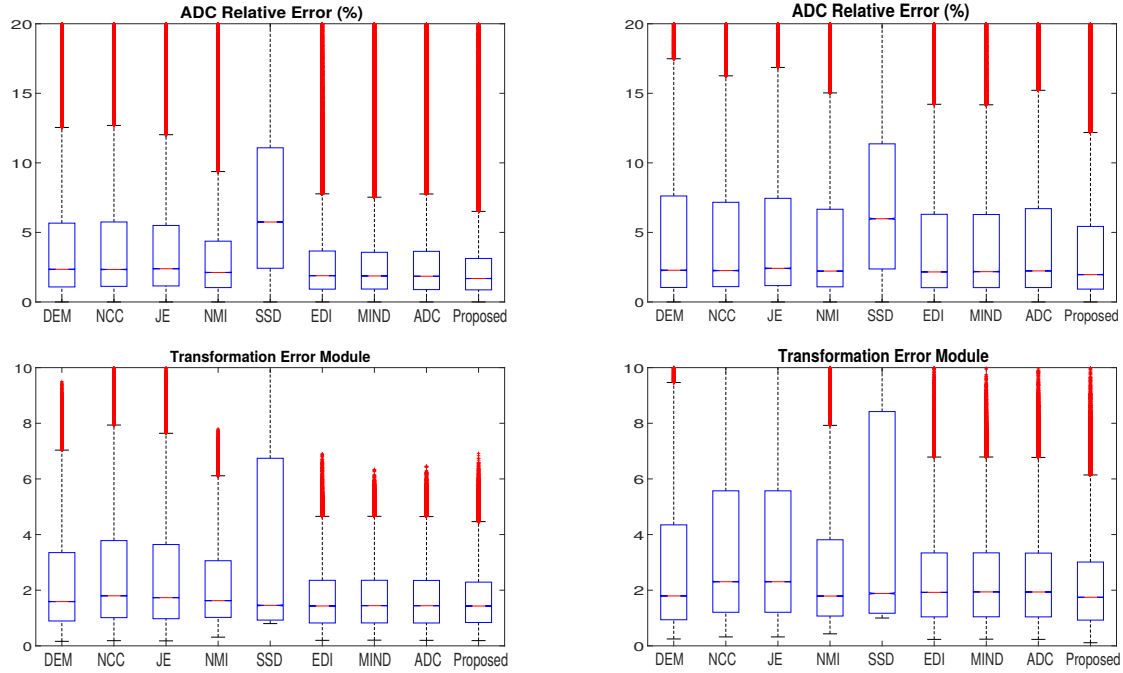 ADC Relative Error (%)
20
15
10
5
0
DEM NCC JE NMI SSD EDI MIND ADC Proposed
ADC Relative Error (%)
20
15
10
5
0
DEM NCC JE NMI SSD EDI MIND ADC Proposed
Transformation Error Module
10
8
6
4
2
0
DEM NCC JE NMI SSD EDI MIND ADC Proposed
Transformation Error Module
10
8
6
4
2
0
DEM NCC JE NMI SSD EDI MIND ADC Proposed